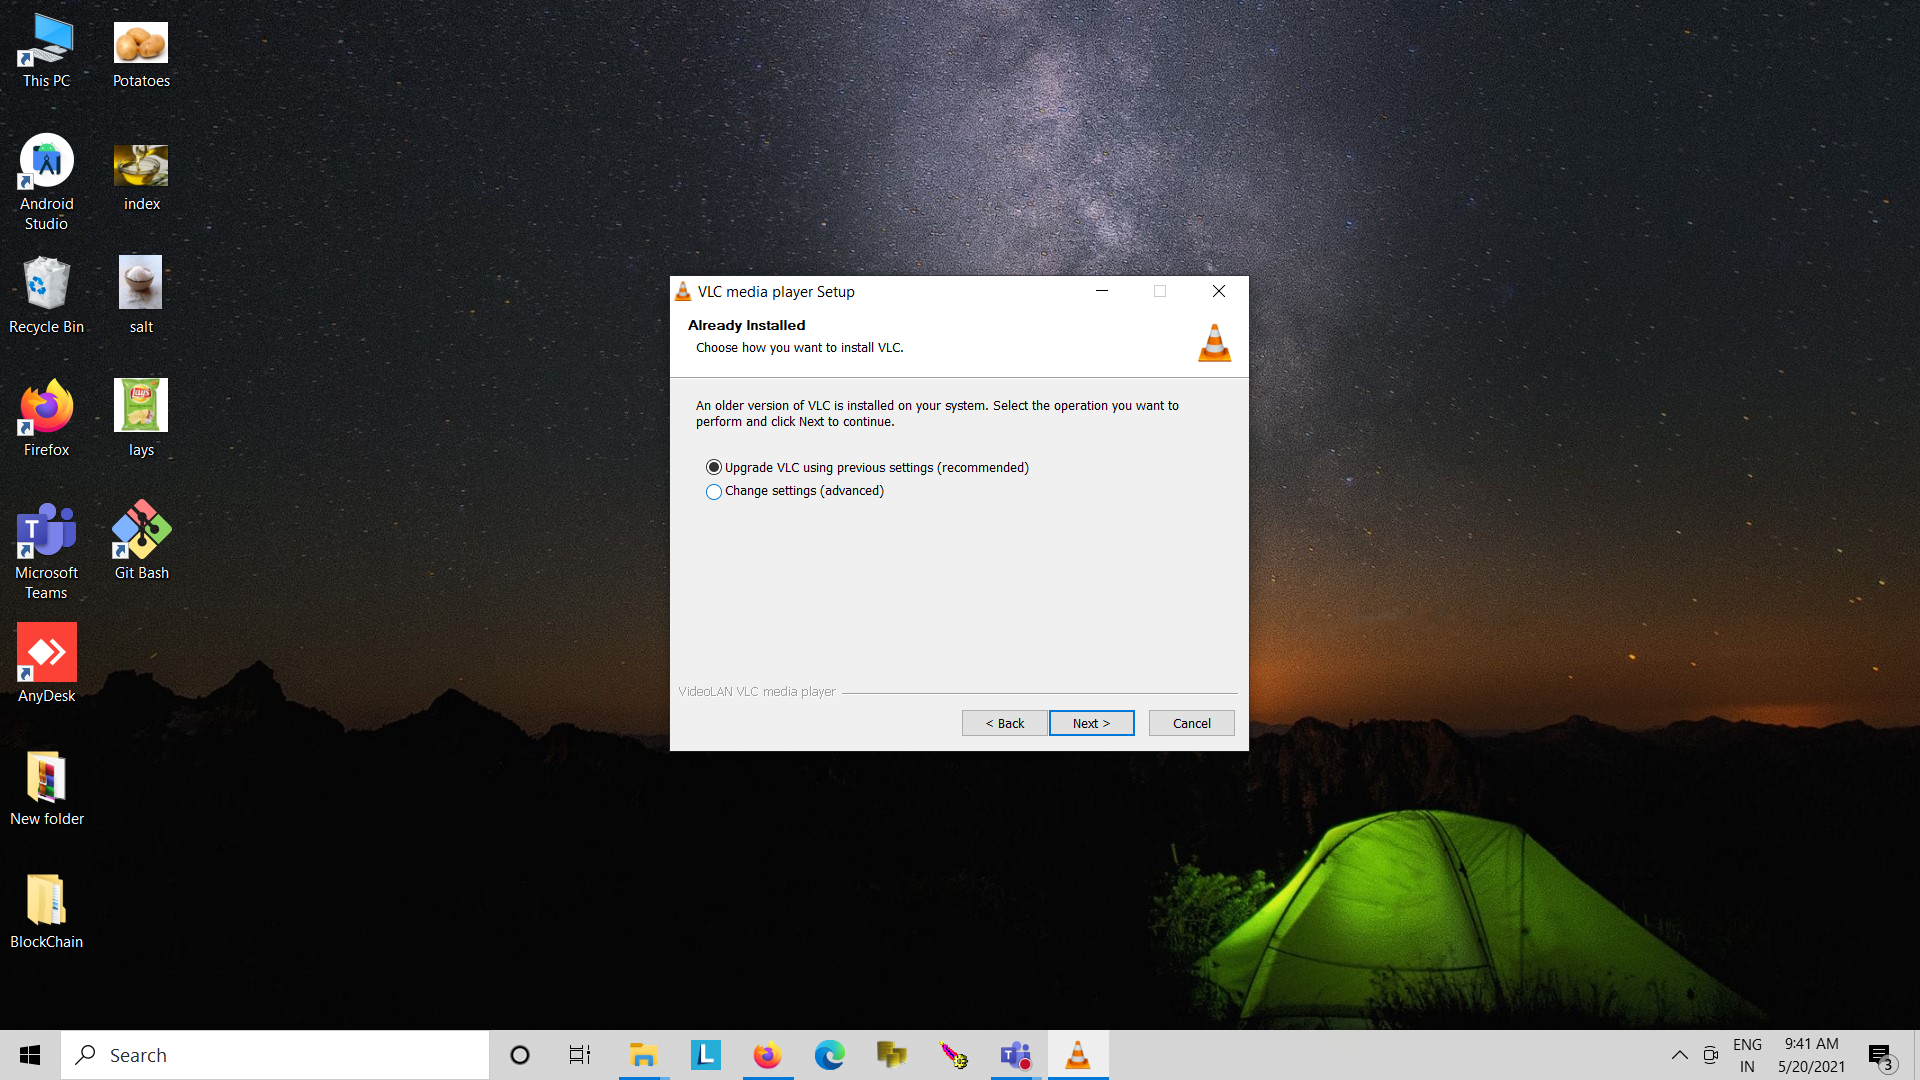 This PC
Potatoes
Android
Studio
index
Recycle Bin
salt
Firefox
lays
Lay's
Microsoft
Teams
T
Git Bash
AnyDesk
New folder
BlockChain
VLC media player Setup
Already Installed
Choose how you want to install VLC.
An older version of VLC is installed on your system. Select the operation you want to
perform and click Next to continue.
Upgrade VLC using previous settings (recommended)
Change settings (advanced)
VideoLAN VLC media player
< Back
Next >
Cancel
Search
L
ENG
IN
9:41 AM
5/20/2021
3